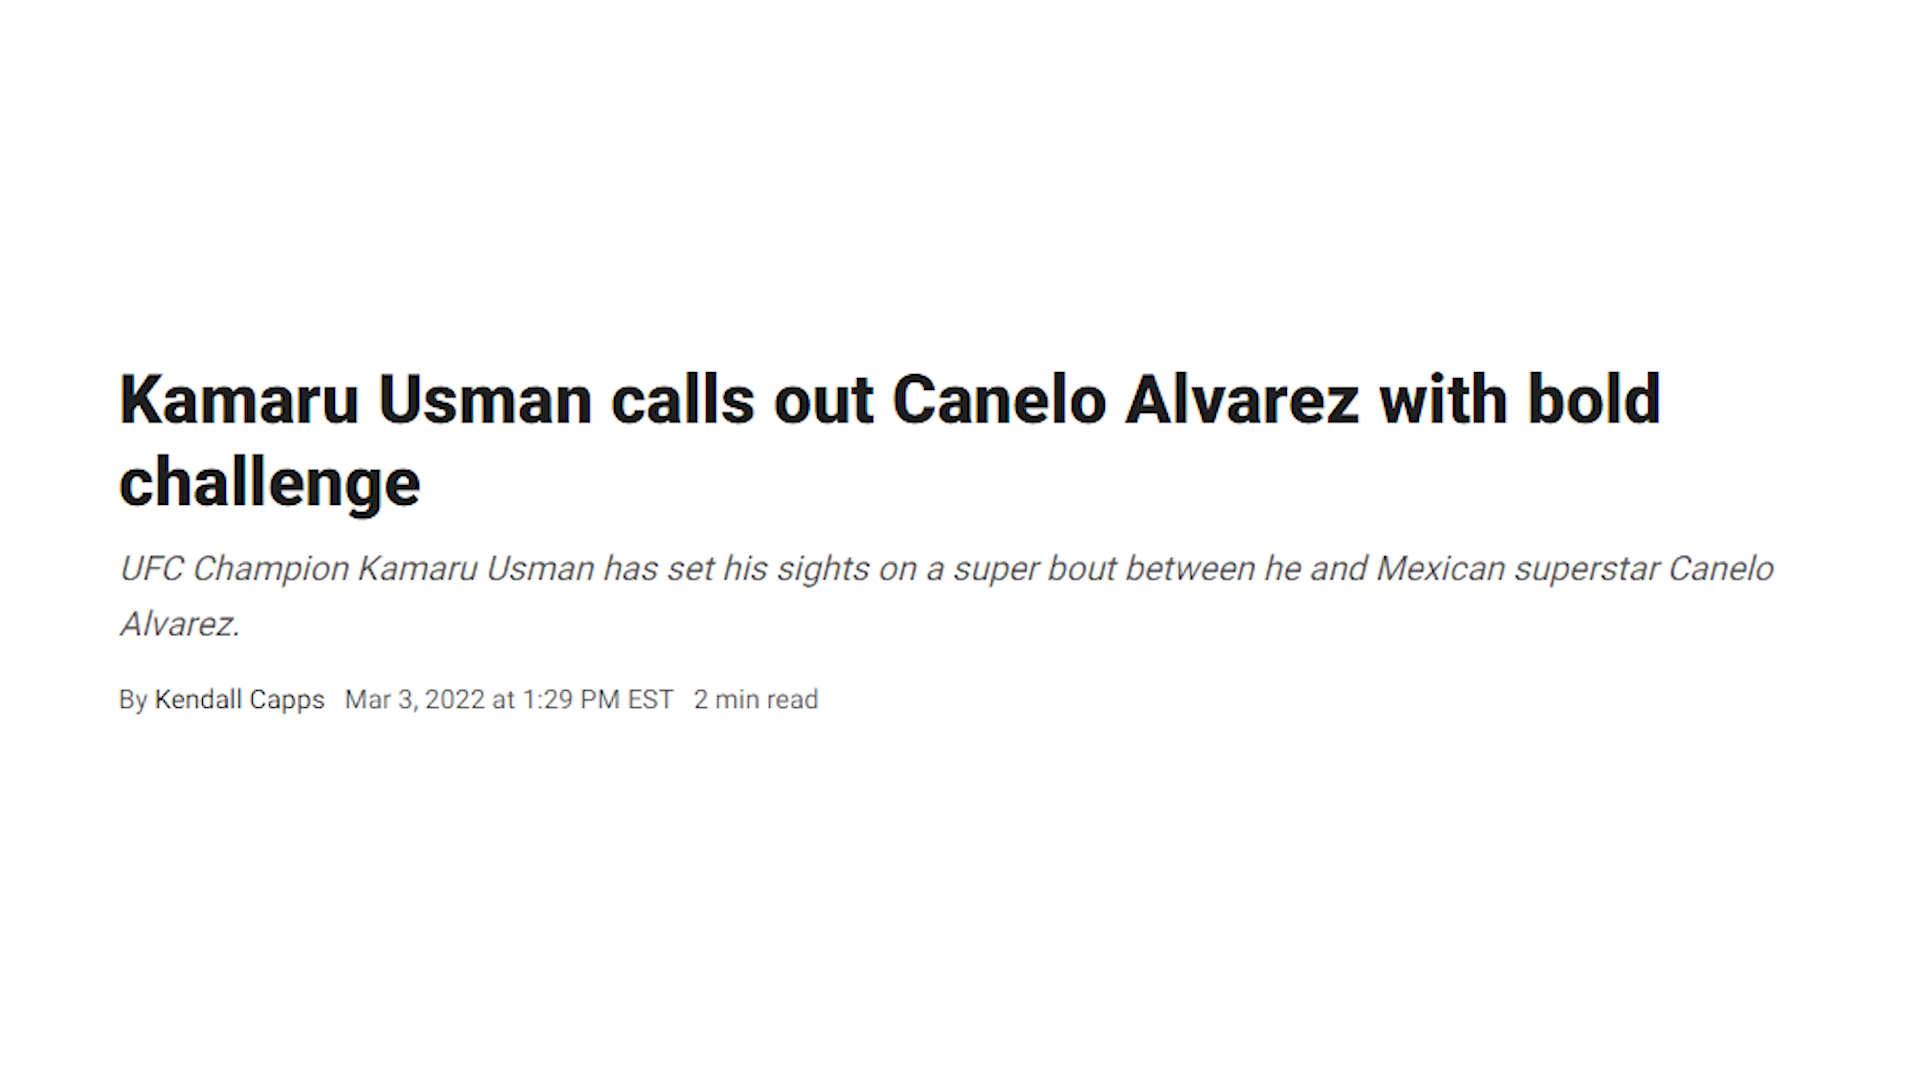 Kamaru Usman calls out Canelo Alvarez with bold
challenge
UFC Champion Kamaru Usman has set his sights on a super bout between he and Mexican superstar Canelo
Alvarez.
By Kendall Capps Mar 3, 2022 at 1:29 PM EST 2 min read